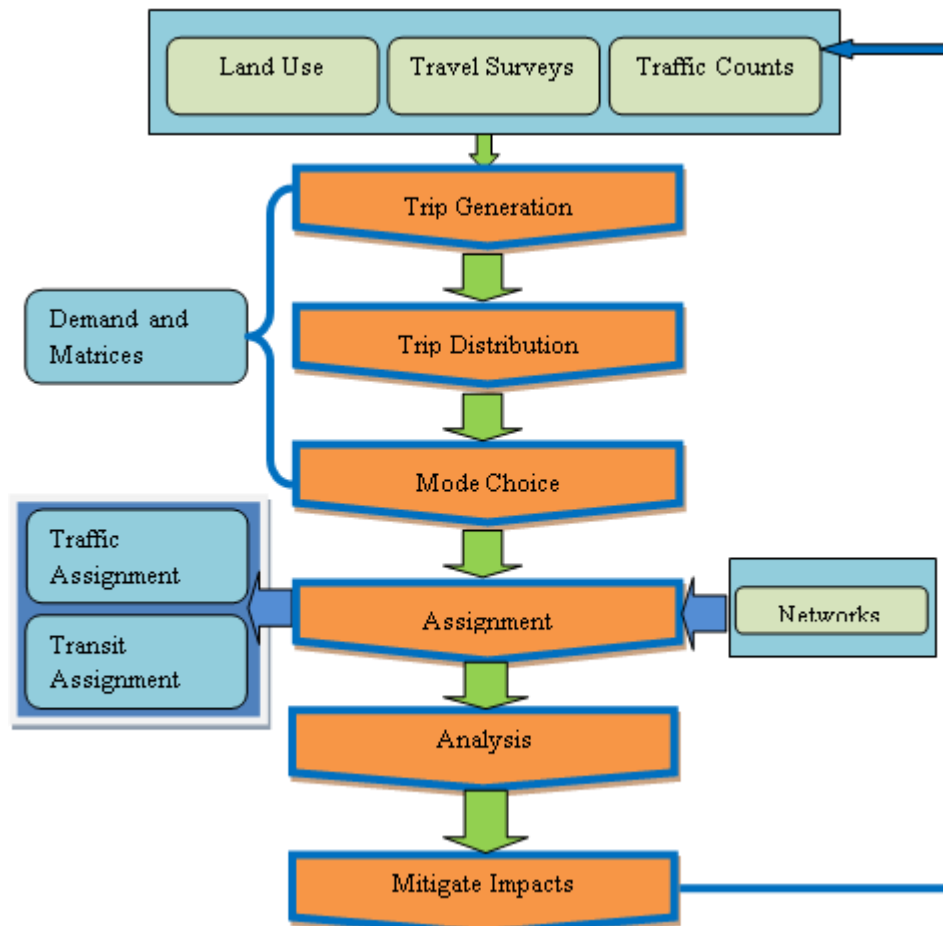 Land Use
Travel Surveys
Traffic Counts
Trip Generation
Demand and
Matrices
Trip Distribution
Mode Choice
Traffic
Assignment
Transit
Assignment
Assignment
Networks
Analysis
Mitigate Impacts